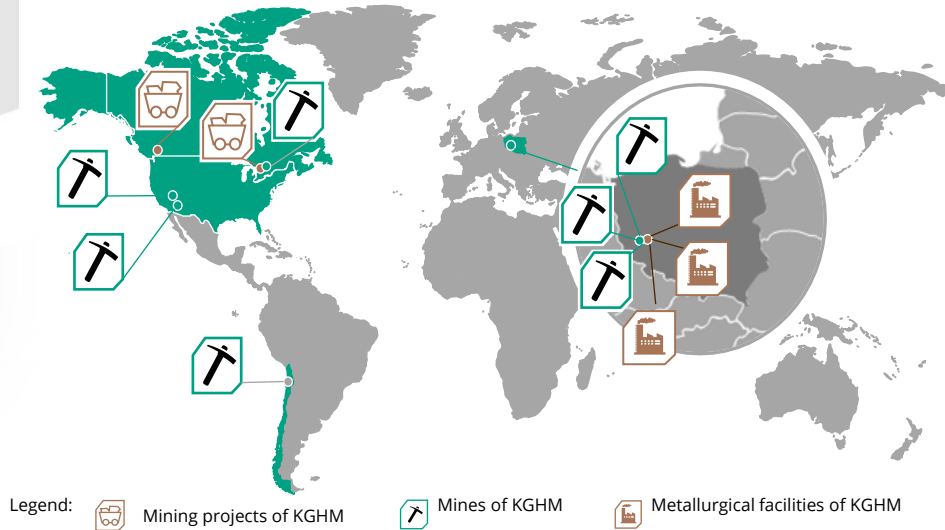 Legend:
Mining projects of KGHM
Mines of KGHM
Metallurgical facilities of KGHM